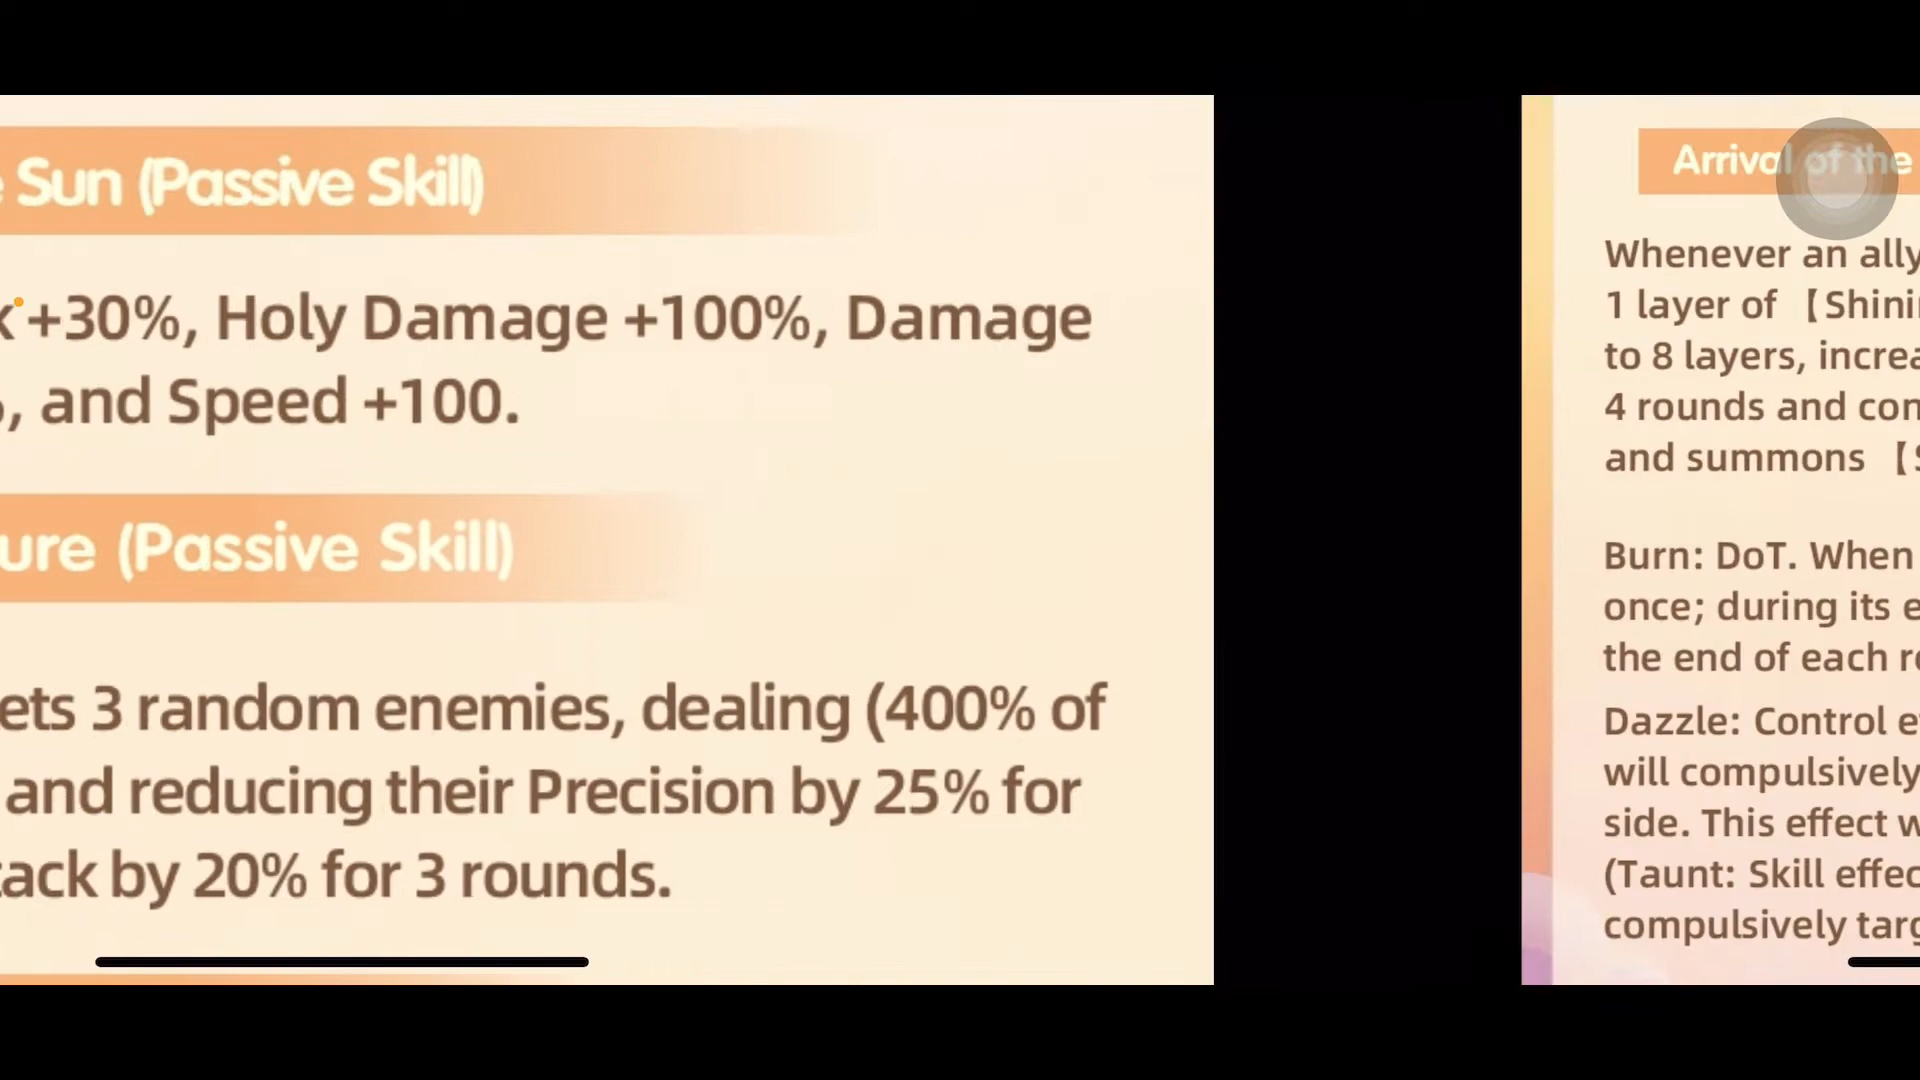 Sun (Passive Skill)
+30%, Holy Damage +100%, Damage
, and Speed +100.
ure (Passive Skill)
ets 3 random enemies, dealing (400% of
and reducing their Precision by 25% for
ack by 20% for 3 rounds.
Arrival of the
Whenever an ally
1 layer of 【Shini
to 8 layers, increa
4 rounds and con
and summons 【S
Burn: DoT. When
once; during its e
the end of each r
Dazzle: Control e
will compulsively
side. This effect w
(Taunt: Skill effec
compulsively targ